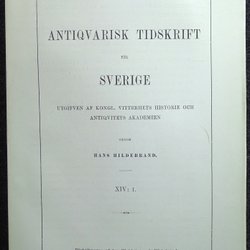 ANTIQVARISK TIDSKRIFT
FÖR
SVERIGE
UTGIFVEN AF KONGL. VITTERHETS HISTORIE OCH
ANTIQVITETS AKADEMIEN
GENOM
HANS HILDEBRAND.
XIV: 1.